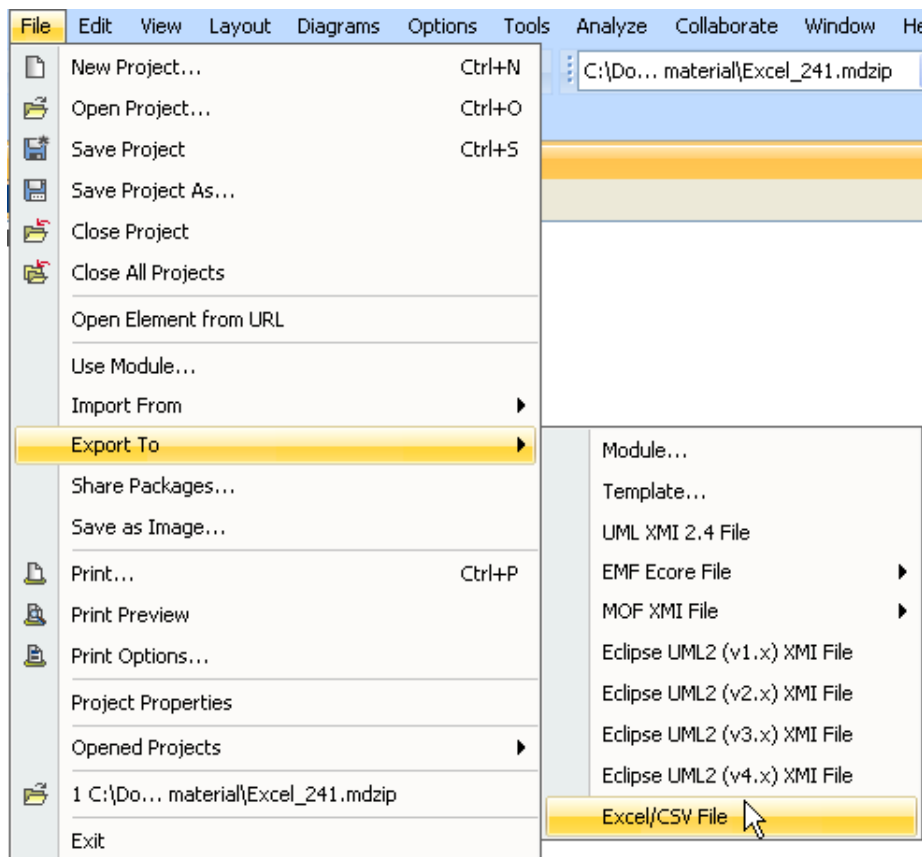 File Edit View Layout Diagrams Options Tools Analyze Collaborate Window He
New Project... Ctrl+N
C:\Do... material\Excel_241.mdzip
Open Project... Ctrl+O
Save Project Ctrl+S
Save Project As...
Close Project
Close All Projects
Open Element from URL
Use Module...
Import From
Export To
Share Packages...
Save as Image...
Print... Ctrl+P
Print Preview
Print Options...
Project Properties
Opened Projects
1 C:\Do... material\Excel_241.mdzip
Exit
Module...
Template...
UML XMI 2.4 File
EMF Ecore File
MOF XMI File
Eclipse UML2 (v1.x) XMI File
Eclipse UML2 (v2.x) XMI File
Eclipse UML2 (v3.x) XMI File
Eclipse UML2 (v4.x) XMI File
Excel/CSV File